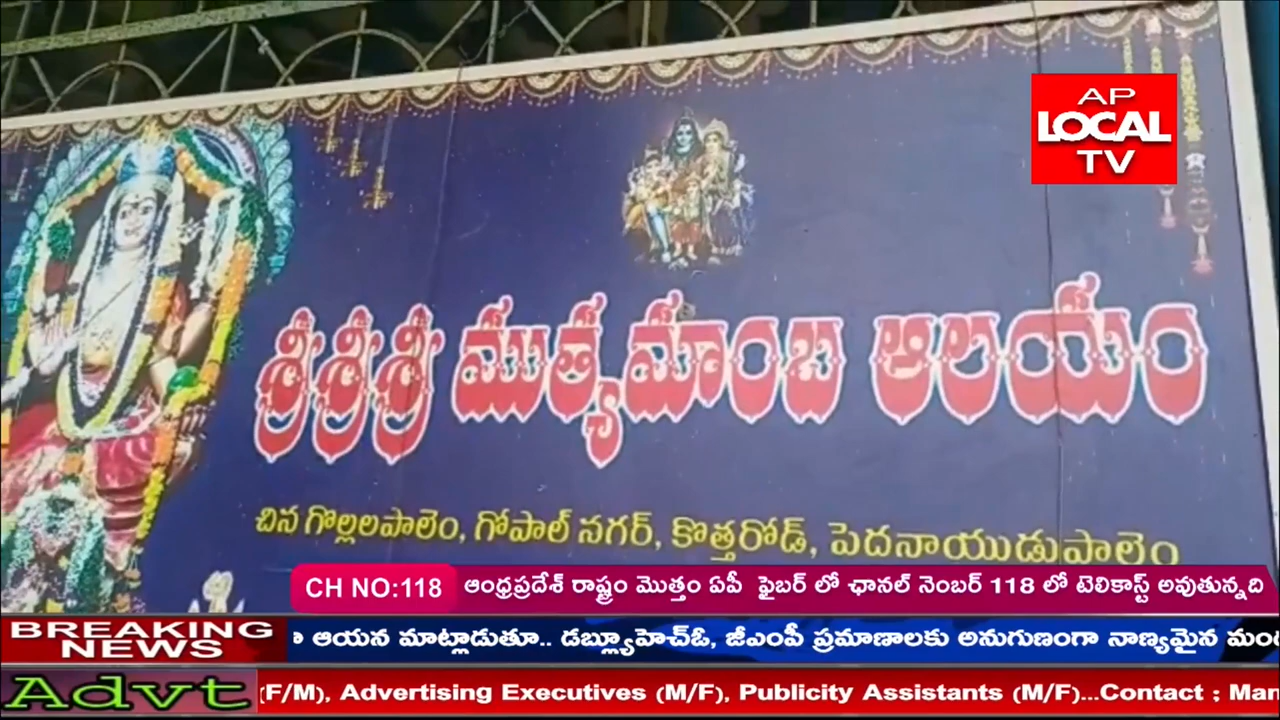 AP
LOCAL
TV
శ్రీశ్రీశ్రీ ముత్యమాంబ ఆలయం
చిన గొల్లలపాలెం, గోపాల్ నగర్, కొత్తరోడ్, పెదనాయుడుపాలెం
CH NO:118 ఆంధ్రప్రదేశ్ రాష్ట్రం మొత్తం ఏపీ ఫైబర్ లో ఛానల్ నెంబర్ 118 లో టెలికాస్ట్ అవుతున్నది
BREAKING NEWS
ఆయన మాట్లాడుతూ.. డబ్ల్యూహెచ్ఓ, జీఎంపీ ప్రమాణాలకు అనుగుణంగా నాణ్యమైన
Advt (F/M), Advertising Executives (M/F), Publicity Assistants (M/F)...Contact ; Man